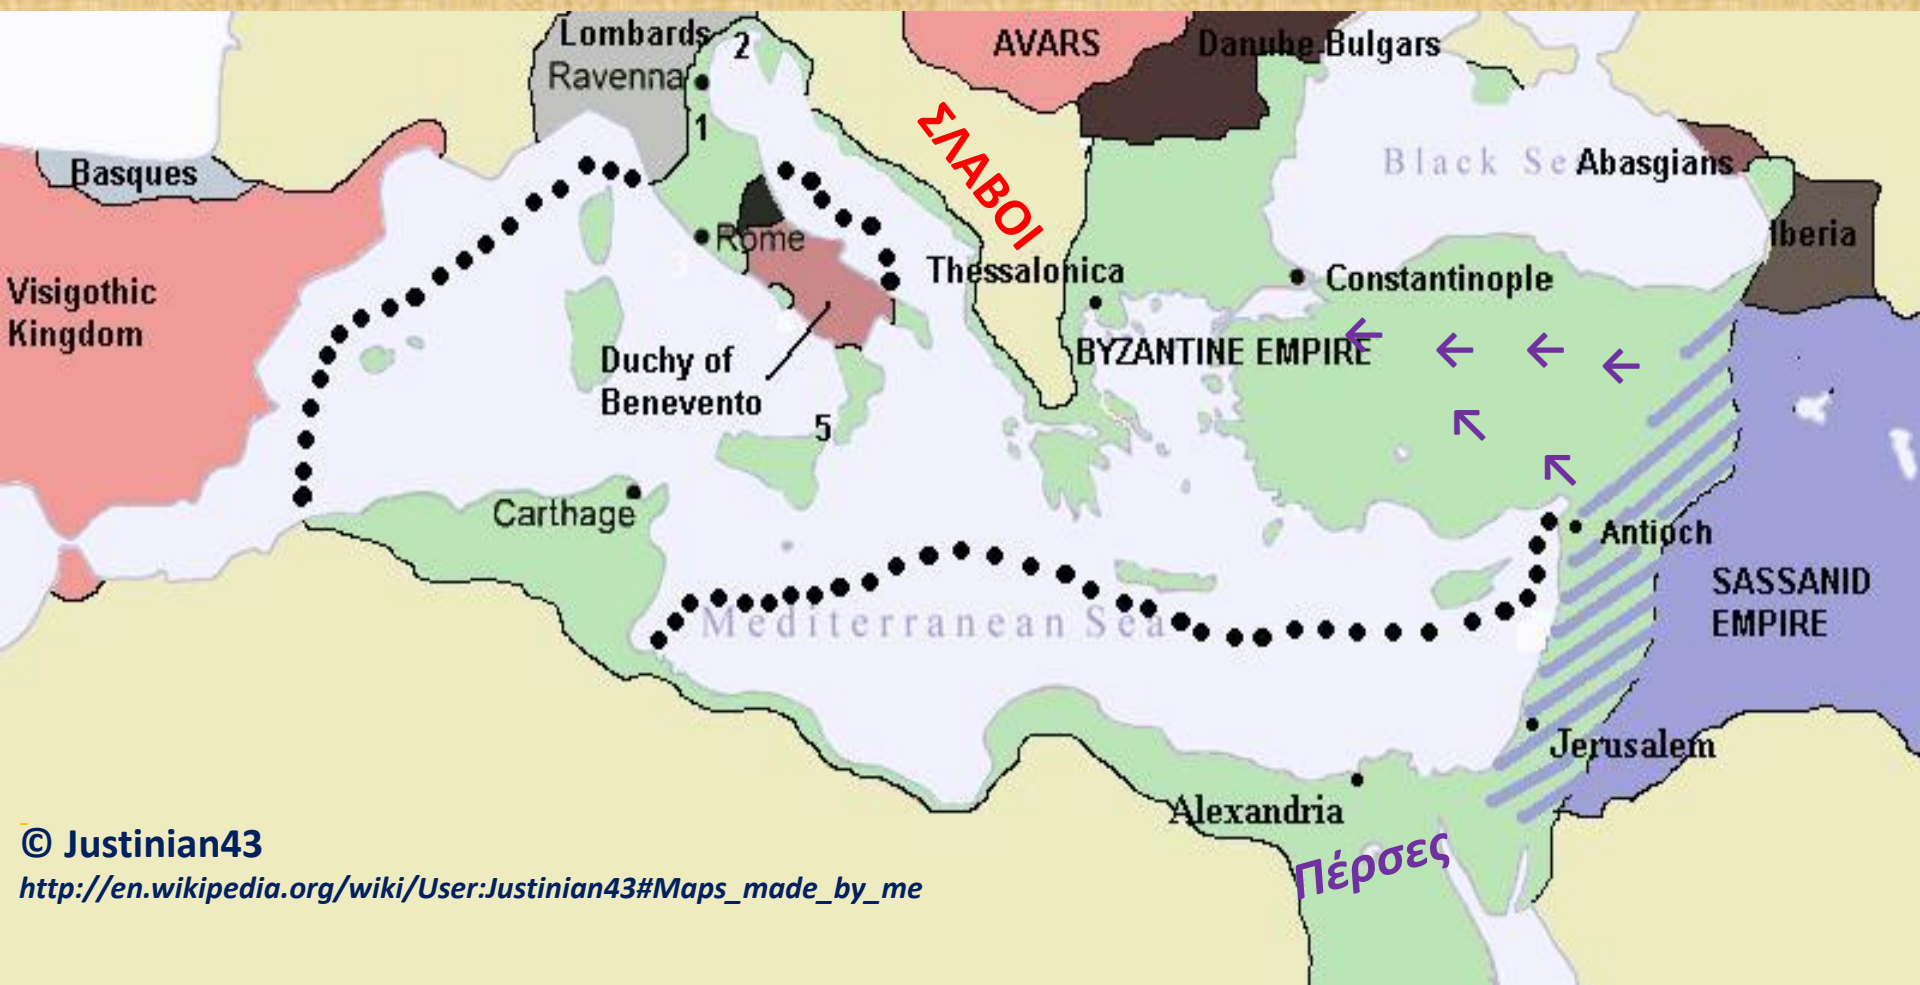 Lombards
2
AVARS
Danube Bulgars
Ravenna
1
ΣΛΑΒΟΙ
Black Sea
Abasgians
Basques
Rome
3
Iberia
Thessalonica
Constantinople
Visigothic
Kingdom
BYZANTINE EMPIRE
Duchy of
Benevento
5
Carthage
Antioch
SASSANID
EMPIRE
Mediterranean Sea
Jerusalem
Alexandria
Πέρσες
© Justinian43
http://en.wikipedia.org/wiki/User:Justinian43#Maps_made_by_me